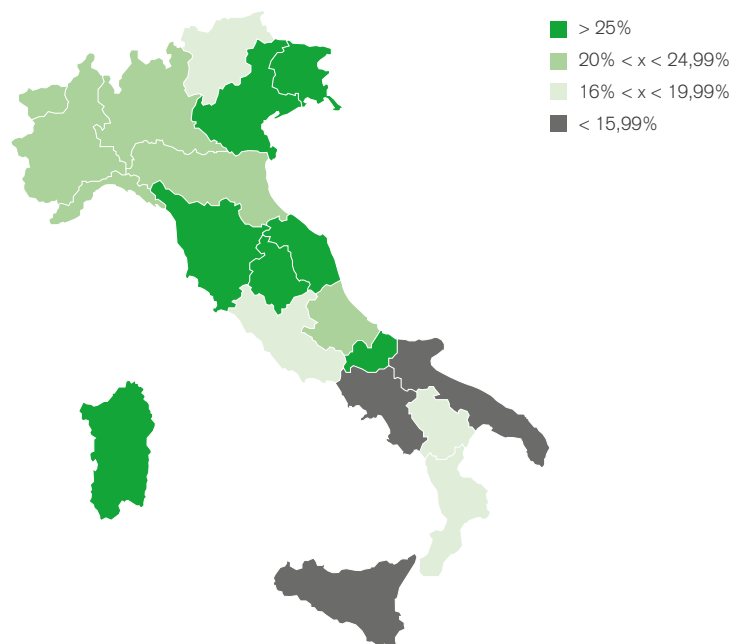 > 25%
20% < x < 24,99%
16% < x < 19,99%
< 15,99%